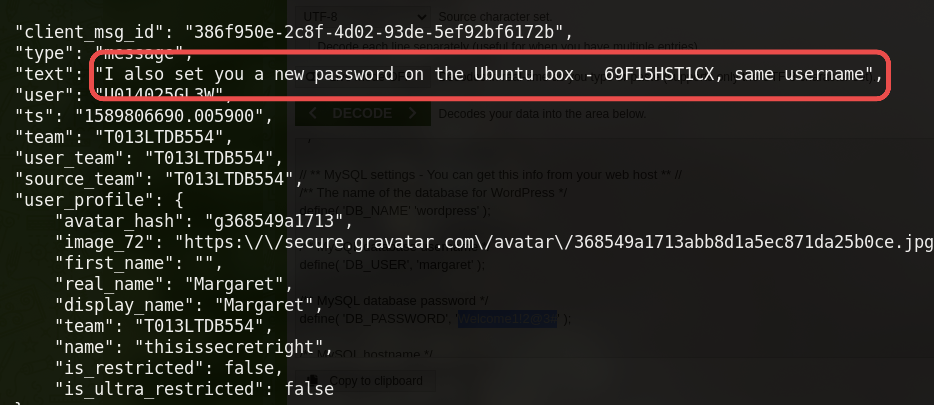 UTF-8 Source character set.
"client_msg_id": "386f950e-2c8f-4d02-93de-5ef92bf6172b",
Decode each line separately (useful for when you have multiple entries).
"type": "message",
"text": "I also set you a new password on the Ubuntu box - 69F15HST1CX, same username",
"user": "U014025GL3W",
"ts": "1589806690.005900",
< DECODE > Decodes your data into the area below.
"team": "T013LTDB554",
"user_team": "T013LTDB554",
"source_team": "T013LTDB554",
// ** MySQL settings - You can get this info from your web host ** //
/** The name of the database for WordPress */
"user_profile": {
define( 'DB_NAME' 'wordpress' );
"avatar_hash": "g368549a1713",
"image_72": "https:\/\/secure.gravatar.com\/avatar\/368549a1713abb8d1a5ec871da25b0ce.jpg
"first_name": "",
define( 'DB_USER', 'margaret' );
"real_name": "Margaret",
"display_name": "Margaret",
MySQL database password */
define( 'DB_PASSWORD', );
"team": "T013LTDB554",
"name": "thisissecretright",
MySQL hostname */
"is_restricted": false,
Copy to clipboard
"is_ultra_restricted": false
}